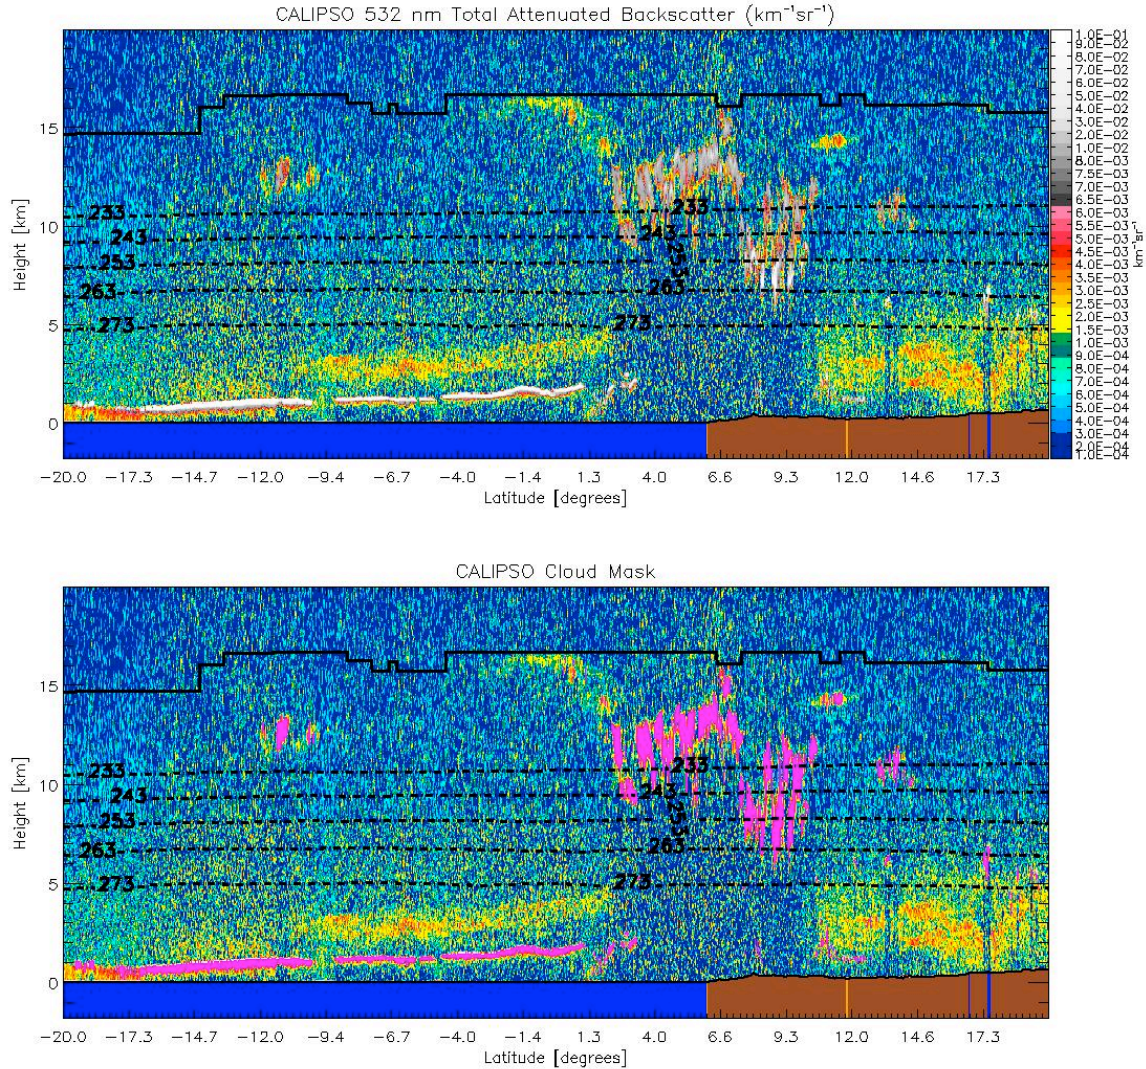 CALIPSO 532 nm Total Attenuated Backscatter (km⁻¹sr⁻¹)
Height [km]
15
10
5
0
233
243
253
263
273
233
243
253
263
273
-20.0 -17.3 -14.7 -12.0 -9.4 -6.7 -4.0 -1.4 1.3 4.0 6.6 9.3 12.0 14.6 17.3
Latitude [degrees]
1.0E-01
9.0E-02
8.0E-02
7.0E-02
6.0E-02
5.0E-02
4.0E-02
3.0E-02
2.0E-02
1.0E-02
8.0E-03
7.5E-03
7.0E-03
6.5E-03
6.0E-03
5.5E-03
5.0E-03
4.5E-03
4.0E-03
3.5E-03
3.0E-03
2.5E-03
2.0E-03
1.5E-03
1.0E-03
9.0E-04
8.0E-04
7.0E-04
6.0E-04
5.0E-04
4.0E-04
3.0E-04
2.0E-04
1.0E-04
km⁻¹sr⁻¹
CALIPSO Cloud Mask
Height [km]
15
10
5
0
233
243
253
263
273
233
243
253
263
273
-20.0 -17.3 -14.7 -12.0 -9.4 -6.7 -4.0 -1.4 1.3 4.0 6.6 9.3 12.0 14.6 17.3
Latitude [degrees]